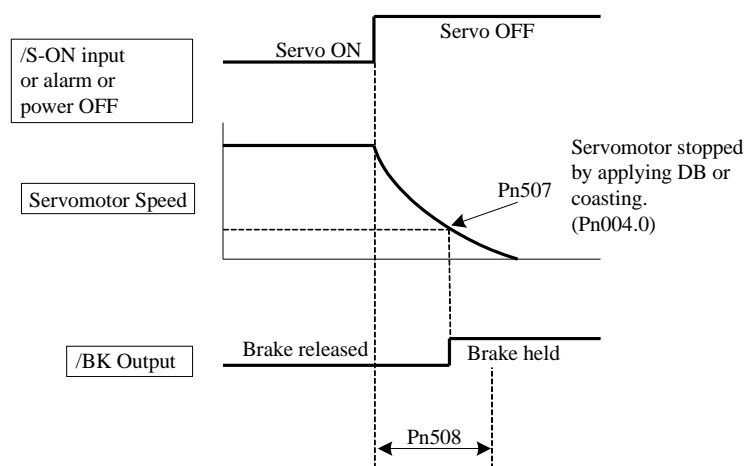 /S-ON input
or alarm or
power OFF
Servo ON
Servo OFF
Servomotor Speed
Pn507
Servomotor stopped
by applying DB or
coasting.
(Pn004.0)
/BK Output
Brake released
Brake held
Pn508